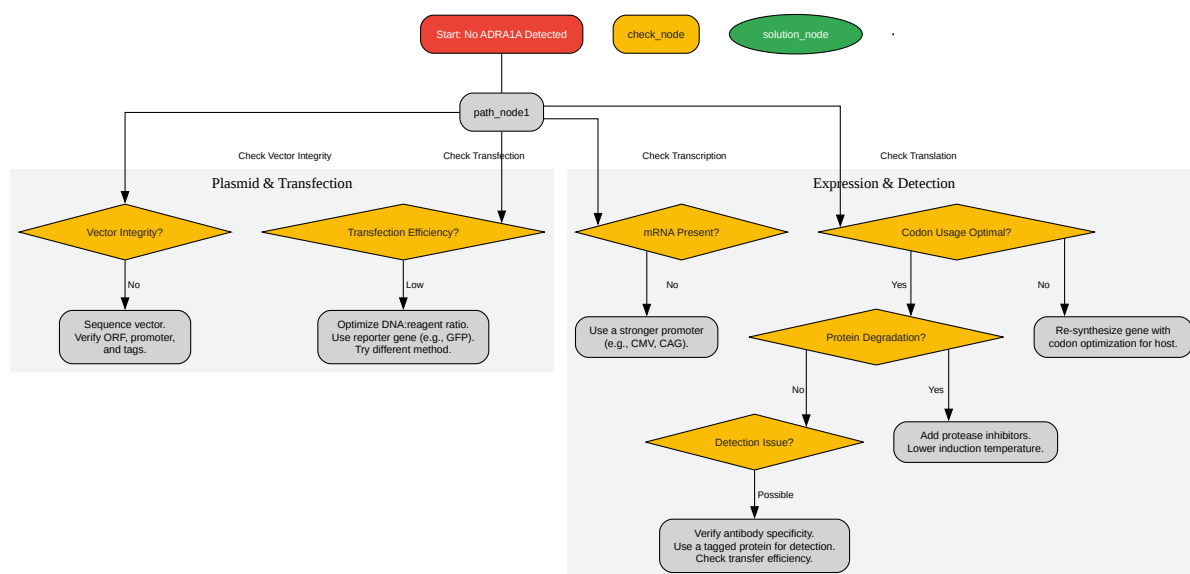 Start: No ADRA1A Detected
check_node
solution_node
.
path_node1
Check Vector Integrity
Check Transfection
Check Transcription
Check Translation
Plasmid & Transfection
Expression & Detection
Vector Integrity?
Transfection Efficiency?
mRNA Present?
Codon Usage Optimal?
No
Low
No
Yes
No
Sequence vector.
Verify ORF, promoter,
and tags.
Optimize DNA:reagent ratio.
Use reporter gene (e.g., GFP).
Try different method.
Use a stronger promoter
(e.g., CMV, CAG).
Protein Degradation?
Re-synthesize gene with
codon optimization for host.
No
Yes
Detection Issue?
Add protease inhibitors.
Lower induction temperature.
Possible
Verify antibody specificity.
Use a tagged protein for detection.
Check transfer efficiency.